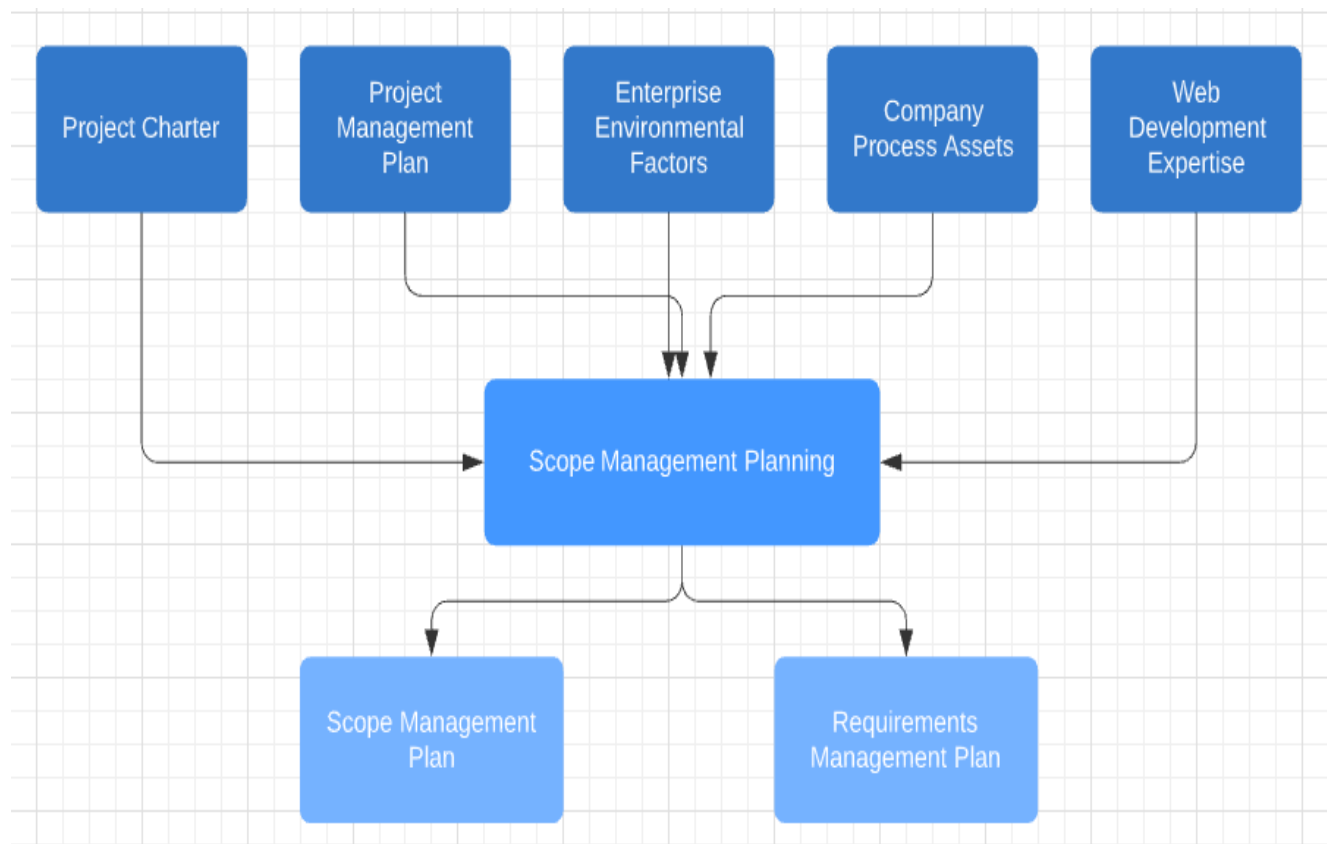 Project Charter
Project
Management
Plan
Enterprise
Environmental
Factors
Company
Process Assets
Web
Development
Expertise
Scope Management Planning
Scope Management
Plan
Requirements
Management Plan